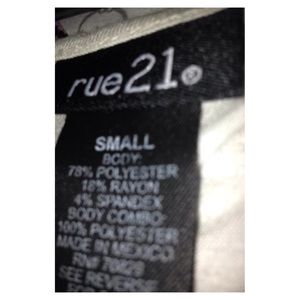 rue21®
SMALL
BODY:
78% POLYESTER
18% RAYON
4% SPANDEX
BODY COMBO:
100% POLYESTER
MADE IN MEXICO
SEE REVERSE